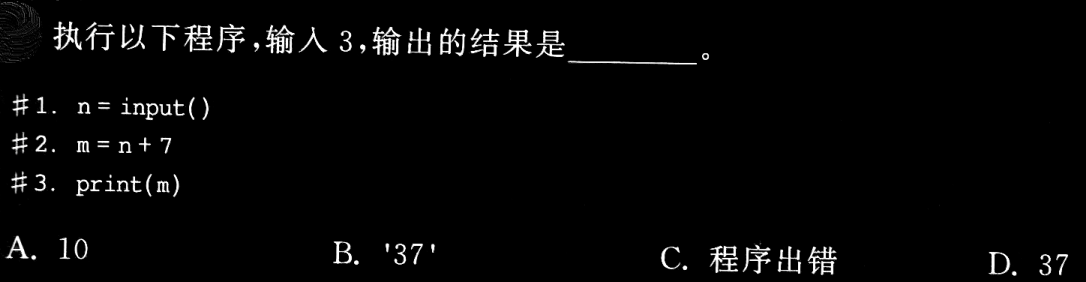 执行以下程序,输入 3,输出的结果是________。
#1. n = input()
#2. m = n + 7
#3. print(m)
A. 10 B. '37' C. 程序出错 D. 37